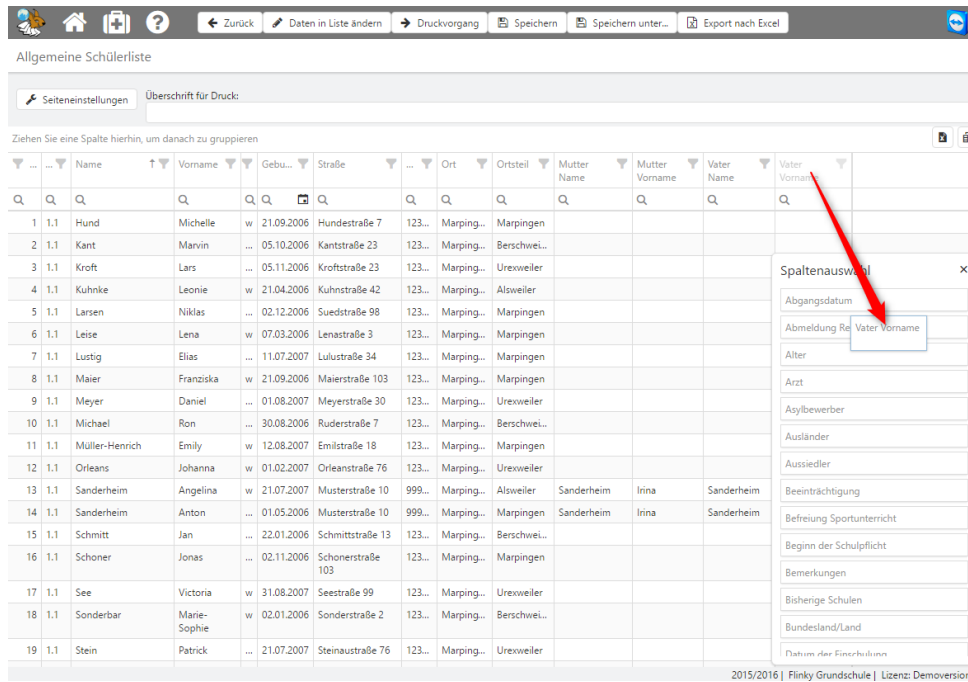 Zurück Daten in Liste ändern Druckvorgang Speichern Speichern unter... Export nach Excel
Allgemeine Schülerliste
Seiteneinstellungen Überschrift für Druck:
Ziehen Sie eine Spalte hierhin, um danach zu gruppieren
... ... Name Vorname Gebu... Straße ... Ort Ortsteil Mutter Name Mutter Vorname Vater Name Vater Vorname
1 1.1 Hund Michelle w 21.09.2006 Hundestraße 7 123... Marping... Marpingen
2 1.1 Kant Marvin ... 05.10.2006 Kantstraße 23 123... Marping... Berschwei...
3 1.1 Kroft Lars ... 05.11.2006 Kroftstraße 23 123... Marping... Urexweiler
4 1.1 Kuhnke Leonie w 21.04.2006 Kuhnstraße 42 123... Marping... Alsweiler
5 1.1 Larsen Niklas ... 02.12.2006 Suedstraße 98 123... Marping... Marpingen
6 1.1 Leise Lena w 07.03.2006 Lenastraße 3 123... Marping... Marpingen
7 1.1 Lustig Elias ... 11.07.2007 Lulustraße 34 123... Marping... Marpingen
8 1.1 Maier Franziska w 21.09.2006 Maierstraße 103 123... Marping... Marpingen
9 1.1 Meyer Daniel ... 01.08.2007 Meyerstraße 30 123... Marping... Urexweiler
10 1.1 Michael Ron ... 30.08.2006 Ruderstraße 7 123... Marping... Berschwei...
11 1.1 Müller-Henrich Emily w 12.08.2007 Emilstraße 18 123... Marping... Marpingen
12 1.1 Orleans Johanna w 01.02.2007 Orleanstraße 76 123... Marping... Urexweiler
13 1.1 Sanderheim Angelina w 21.07.2007 Musterstraße 10 999... Marping... Alsweiler Sanderheim Irina Sanderheim
14 1.1 Sanderheim Anton ... 01.05.2006 Musterstraße 10 999... Marping... Marpingen Sanderheim Irina Sanderheim
15 1.1 Schmitt Jan ... 22.01.2006 Schmittstraße 13 123... Marping... Berschwei...
16 1.1 Schoner Jonas ... 02.11.2006 Schonerstraße 103 123... Marping... Marpingen
17 1.1 See Victoria w 31.08.2007 Seestraße 99 123... Marping... Urexweiler
18 1.1 Sonderbar Marie-Sophie w 02.01.2006 Sonderstraße 2 123... Marping... Berschwei...
19 1.1 Stein Patrick ... 21.07.2007 Steinaustraße 76 123... Marping... Urexweiler
Spaltenauswahl
Abgangsdatum
Abmeldung Re
Vater Vorname
Alter
Arzt
Asylbewerber
Ausländer
Aussiedler
Beeinträchtigung
Befreiung Sportunterricht
Beginn der Schulpflicht
Bemerkungen
Bisherige Schulen
Bundesland/Land
Datum der Einschulung
2015/2016 | Flinky Grundschule | Lizenz: Demoversion